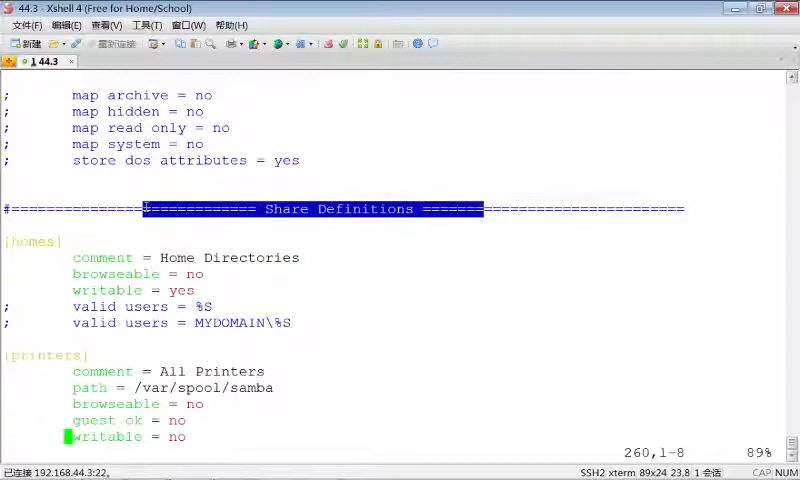 44.3 - Xshell 4 (Free for Home/School)
文件(F) 编辑(E) 查看(V) 工具(T) 窗口(W) 帮助(H)
新建 重新连接
1 44.3
; map archive = no
; map hidden = no
; map read only = no
; map system = no
; store dos attributes = yes
#============================ Share Definitions ==============================
[homes]
comment = Home Directories
browseable = no
writable = yes
; valid users = %S
; valid users = MYDOMAIN\%S
[printers]
comment = All Printers
path = /var/spool/samba
browseable = no
guest ok = no
writable = no
260,1-8 89%
已连接 192.168.44.3:22。 SSH2 xterm 89x24 23,8 1 会话 CAP NUM